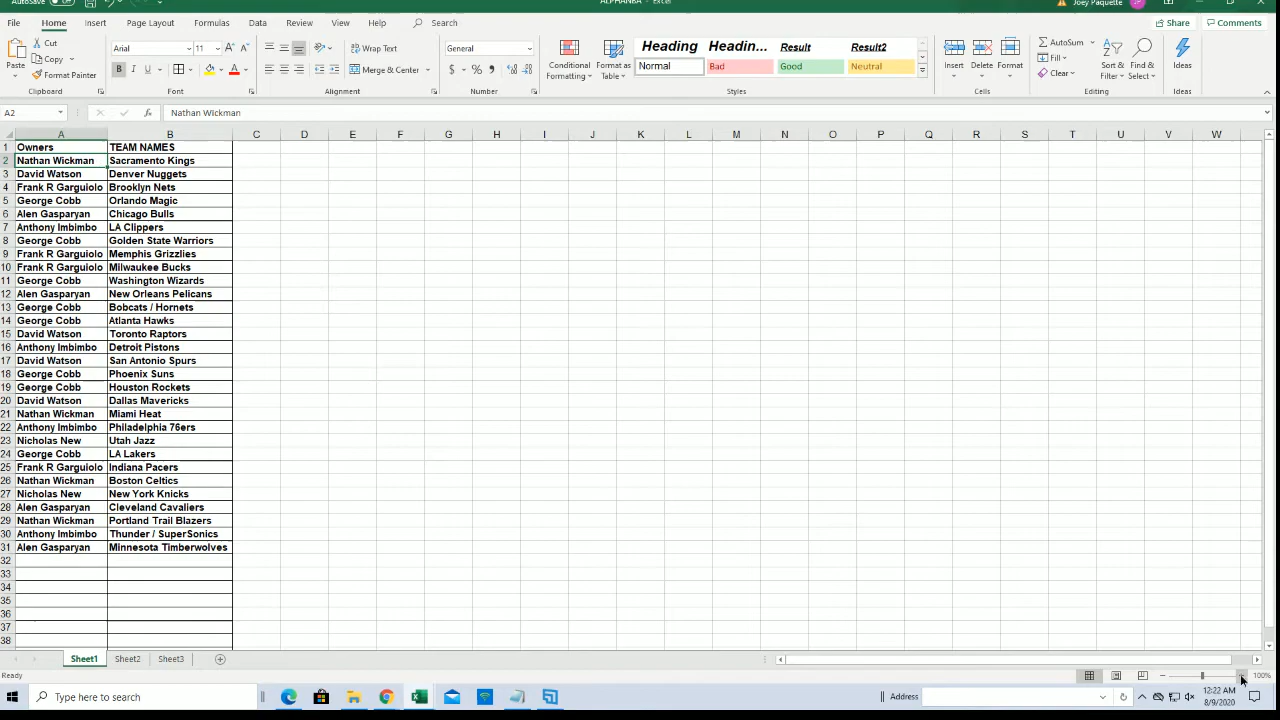 AutoSave Off ALPHANBA - Excel Joey Paquette
File Home Insert Page Layout Formulas Data Review View Help Search Share Comments
Paste Cut Copy Format Painter
Arial 11 Wrap Text Merge & Center General
Conditional Formatting Format as Table
Heading Headin... Result Result2
Normal Bad Good Neutral
Insert Delete Format
AutoSum Fill Clear Sort & Filter Find & Select Ideas
Clipboard Font Alignment Number Styles Cells Editing Ideas
A2 Nathan Wickman
A B C D E F G H I J K L M N O P Q R S T U V W
1 Owners TEAM NAMES
2 Nathan Wickman Sacramento Kings
3 David Watson Denver Nuggets
4 Frank R Garguiolo Brooklyn Nets
5 George Cobb Orlando Magic
6 Alen Gasparyan Chicago Bulls
7 Anthony Imbimbo LA Clippers
8 George Cobb Golden State Warriors
9 Frank R Garguiolo Memphis Grizzlies
10 Frank R Garguiolo Milwaukee Bucks
11 George Cobb Washington Wizards
12 Alen Gasparyan New Orleans Pelicans
13 George Cobb Bobcats / Hornets
14 George Cobb Atlanta Hawks
15 David Watson Toronto Raptors
16 Anthony Imbimbo Detroit Pistons
17 David Watson San Antonio Spurs
18 George Cobb Phoenix Suns
19 George Cobb Houston Rockets
20 David Watson Dallas Mavericks
21 Nathan Wickman Miami Heat
22 Anthony Imbimbo Philadelphia 76ers
23 Nicholas New Utah Jazz
24 George Cobb LA Lakers
25 Frank R Garguiolo Indiana Pacers
26 Nathan Wickman Boston Celtics
27 Nicholas New New York Knicks
28 Alen Gasparyan Cleveland Cavaliers
29 Nathan Wickman Portland Trail Blazers
30 Anthony Imbimbo Thunder / SuperSonics
31 Alen Gasparyan Minnesota Timberwolves
32
33
34
35
36
37
38
Sheet1 Sheet2 Sheet3
Ready 100%
Type here to search Address 12:22 AM
8/9/2020